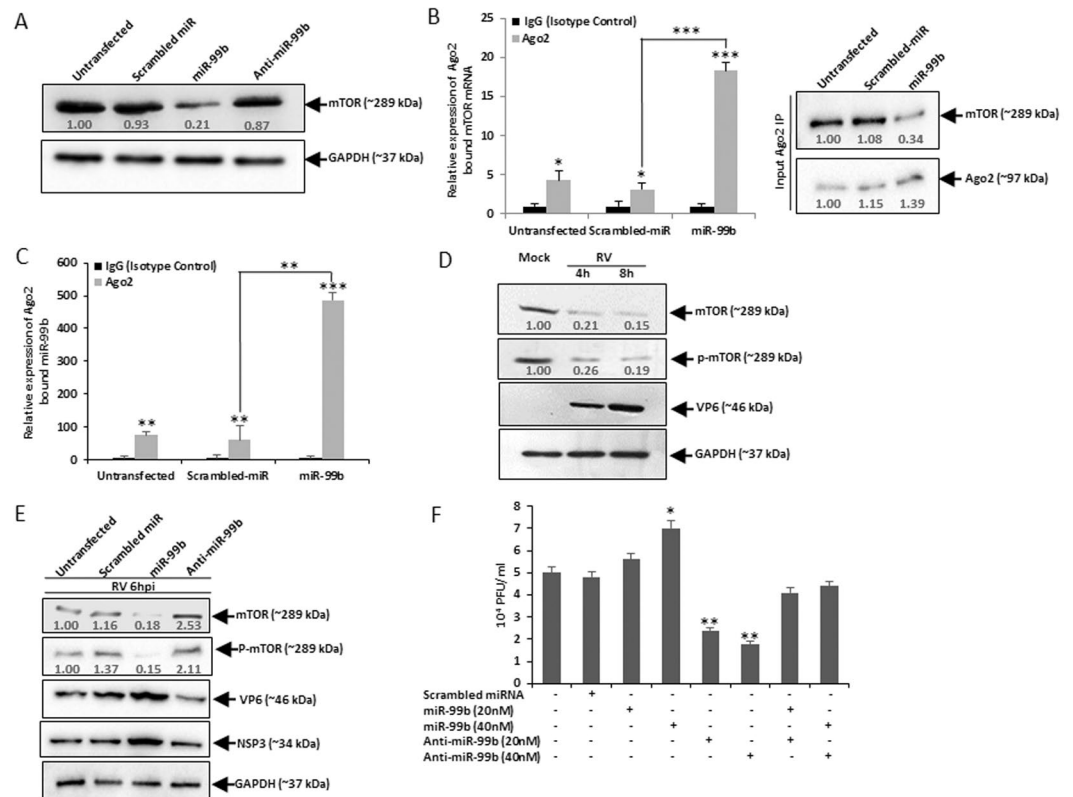 A
Untransfected
Scrambled miR
miR-99b
Anti-miR-99b
mTOR (~289 kDa)
1.00 0.93 0.21 0.87
GAPDH (~37 kDa)
B
IgG (Isotype Control)
Ago2
Relative expression of Ago2
bound mTOR mRNA
25
20
15
10
5
0
*
*
***
***
Untransfected Scrambled-miR miR-99b
Untransfected
Scrambled-miR
miR-99b
Input Ago2 IP
mTOR (~289 kDa)
1.00 1.08 0.34
Ago2 (~97 kDa)
1.00 1.15 1.39
C
IgG (Isotype Control)
Ago2
Relative expression of Ago2
bound miR-99b
600
500
400
300
200
100
0
**
**
**
***
Untransfected Scrambled-miR miR-99b
D
Mock RV
4h 8h
mTOR (~289 kDa)
1.00 0.21 0.15
p-mTOR (~289 kDa)
1.00 0.26 0.19
VP6 (~46 kDa)
GAPDH (~37 kDa)
E
Untransfected
Scrambled miR
miR-99b
Anti-miR-99b
RV 6hpi
mTOR (~289 kDa)
1.00 1.16 0.18 2.53
P-mTOR (~289 kDa)
1.00 1.37 0.15 2.11
VP6 (~46 kDa)
NSP3 (~34 kDa)
GAPDH (~37 kDa)
F
10⁴ PFU/ ml
8
7
6
5
4
3
2
1
0
*
**
**
Scrambled miRNA - + - - - - - -
miR-99b (20nM) - - + - - - + -
miR-99b (40nM) - - - + - - - +
Anti-miR-99b (20nM) - - - - + - + -
Anti-miR-99b (40nM) - - - - - + - +